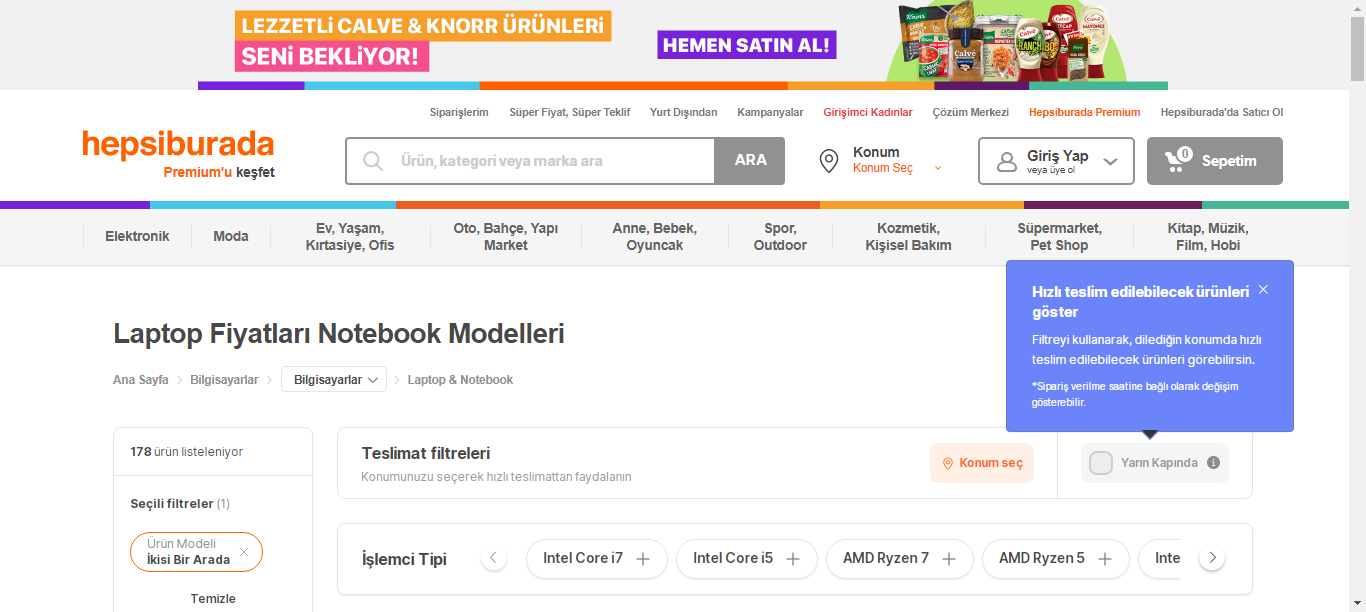 LEZZETLİ CALVE & KNORR ÜRÜNLERİ
SENİ BEKLİYOR!
HEMEN SATIN AL!
Siparişlerim Süper Fiyat, Süper Teklif Yurt Dışından Kampanyalar Girişimci Kadınlar Çözüm Merkezi Hepsiburada Premium Hepsiburada'da Satıcı Ol
hepsiburada
Premium'u keşfet
Ürün, kategori veya marka ara
ARA
Konum
Konum Seç
Giriş Yap
veya üye ol
0
Sepetim
Elektronik
Moda
Ev, Yaşam,
Kırtasiye, Ofis
Oto, Bahçe, Yapı
Market
Anne, Bebek,
Oyuncak
Spor,
Outdoor
Kozmetik,
Kişisel Bakım
Süpermarket,
Pet Shop
Kitap, Müzik,
Film, Hobi
Hızlı teslim edilebilecek ürünleri
göster
Filtreyi kullanarak, dilediğin konumda hızlı
teslim edilebilecek ürünleri görebilirsin.
*Sipariş verilme saatine bağlı olarak değişim
gösterebilir.
Laptop Fiyatları Notebook Modelleri
Ana Sayfa Bilgisayarlar Bilgisayarlar Laptop & Notebook
178 ürün listeleniyor
Seçili filtreler (1)
Ürün Modeli
İkisi Bir Arada
Temizle
Teslimat filtreleri
Konumunuzu seçerek hızlı teslimattan faydalanın
Konum seç
Yarın Kapında
İşlemci Tipi
Intel Core i7
Intel Core i5
AMD Ryzen 7
AMD Ryzen 5
Inte